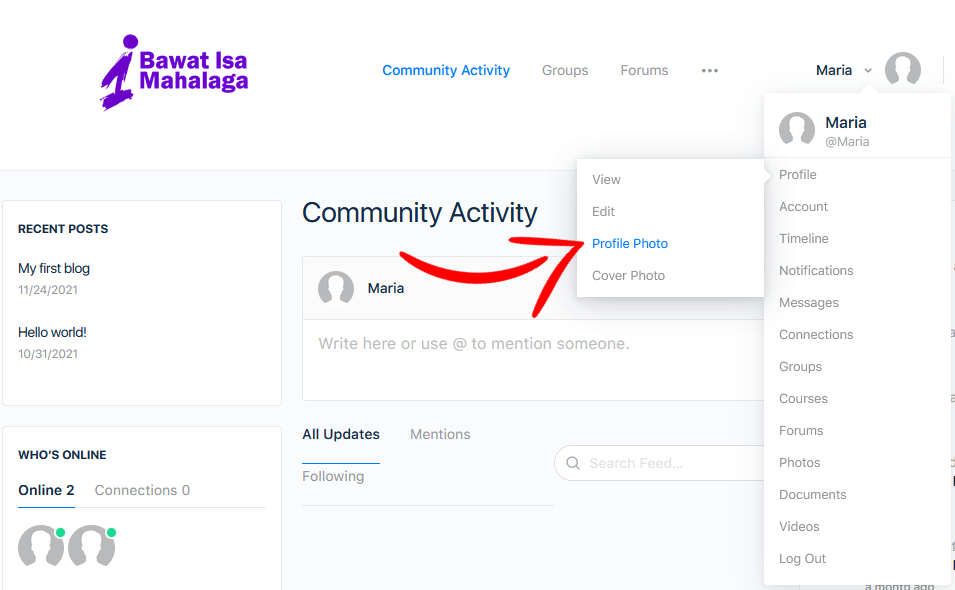 Bawat Isa
Mahalaga
Community Activity
Groups
Forums
Maria
Maria
@Maria
Profile
Account
Timeline
Notifications
Messages
Connections
Groups
Courses
Forums
Photos
Documents
Videos
Log Out
View
Edit
Profile Photo
Cover Photo
RECENT POSTS
My first blog
11/24/2021
Hello world!
10/31/2021
WHO'S ONLINE
Online 2 Connections 0
Community Activity
Maria
Write here or use @ to mention someone.
All Updates Mentions
Following
Search Feed...
a month ago